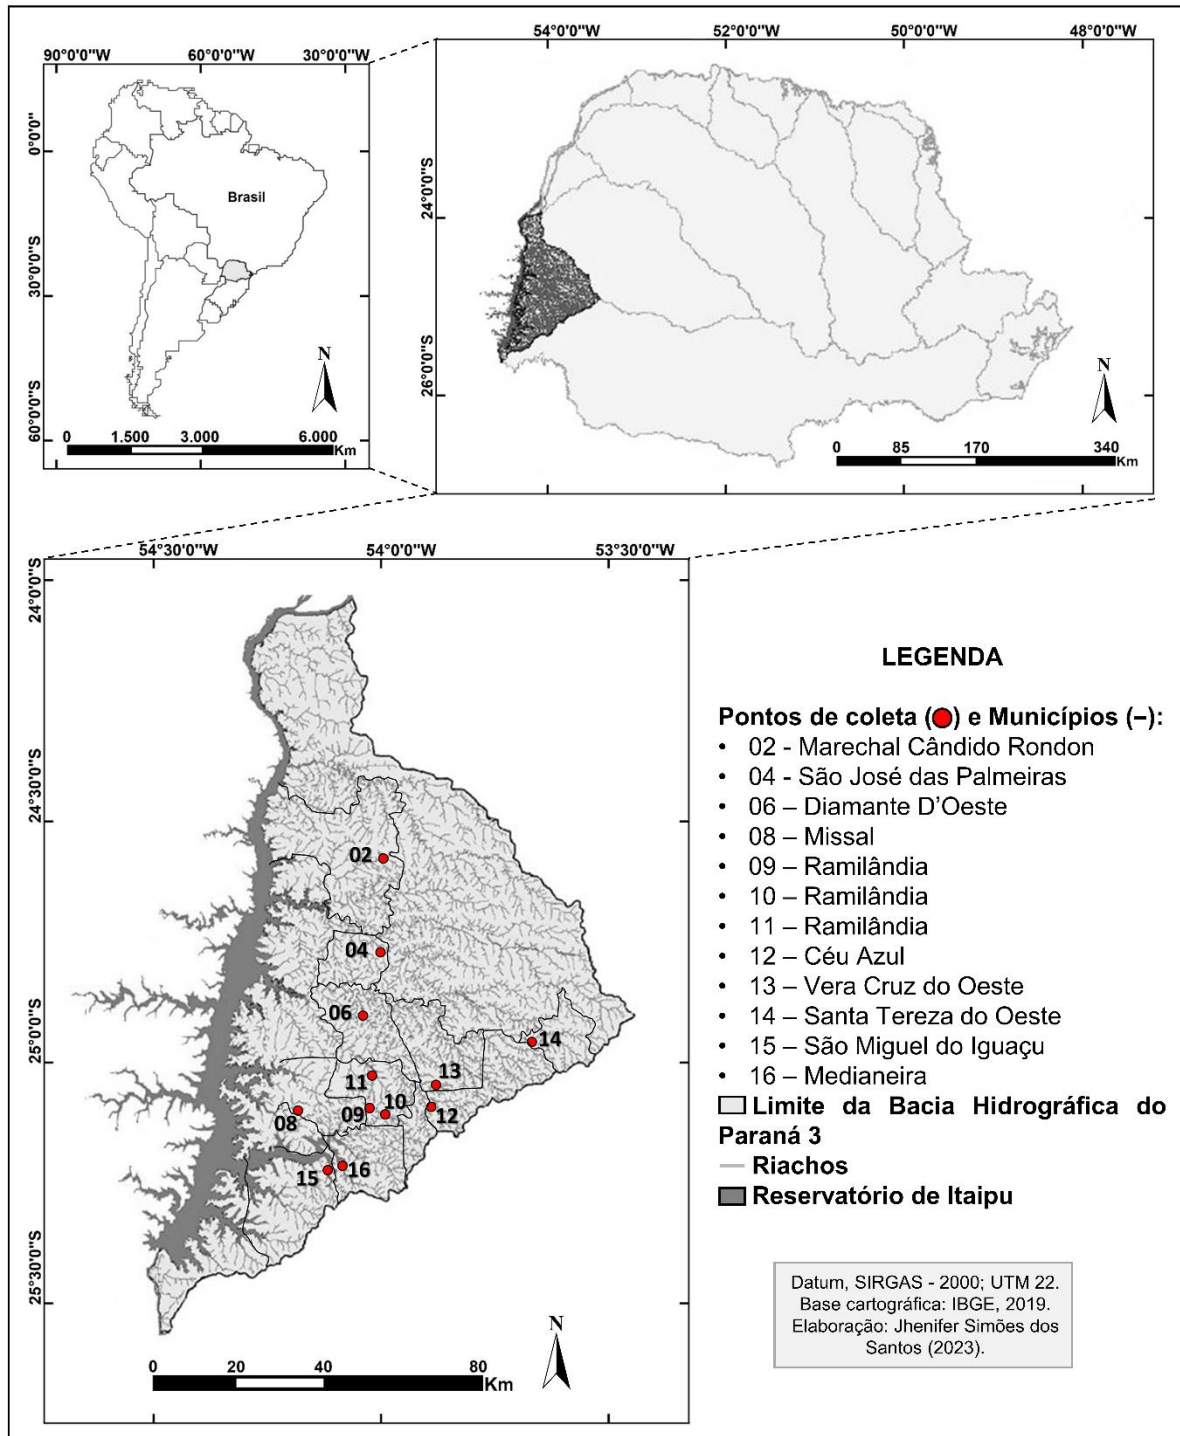 90°0'0"W 60°0'0"W 30°0'0"W
0°0'0"
30°0'0"S
60°0'0"S
Brasil
N
0 1.500 3.000 6.000
Km
54°0'0"W 52°0'0"W 50°0'0"W 48°0'0"W
24°0'0"S
26°0'0"S
N
0 85 170 340
Km
54°30'0"W 54°0'0"W 53°30'0"W
24°0'0"S
24°30'0"S
25°0'0"S
25°30'0"S
02
04
06
14
13
11
09
10
12
08
15
16
N
0 20 40 80
Km
LEGENDA
Pontos de coleta () e Municípios (–):
• 02 - Marechal Cândido Rondon
• 04 - São José das Palmeiras
• 06 – Diamante D’Oeste
• 08 – Missal
• 09 – Ramilândia
• 10 – Ramilândia
• 11 – Ramilândia
• 12 – Céu Azul
• 13 – Vera Cruz do Oeste
• 14 – Santa Tereza do Oeste
• 15 – São Miguel do Iguaçu
• 16 – Medianeira
Limite da Bacia Hidrográfica do
Paraná 3
Riachos
Reservatório de Itaipu
Datum, SIRGAS - 2000; UTM 22.
Base cartográfica: IBGE, 2019.
Elaboração: Jhenifer Simões dos
Santos (2023).